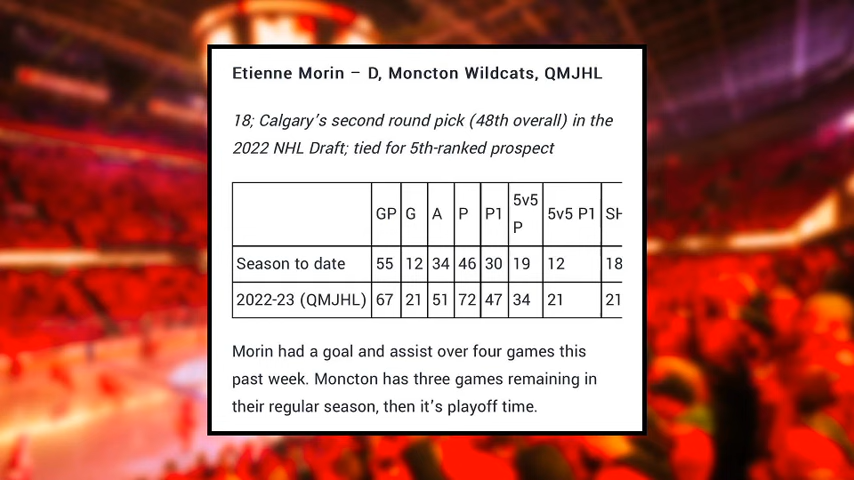 Etienne Morin – D, Moncton Wildcats, QMJHL
18; Calgary's second round pick (48th overall) in the
2022 NHL Draft; tied for 5th-ranked prospect
GP G A P P1 5v5 P 5v5 P1
Season to date 55 12 34 46 30 19 12 18
2022-23 (QMJHL) 67 21 51 72 47 34 21 21
Morin had a goal and assist over four games this
past week. Moncton has three games remaining in
their regular season, then it's playoff time.